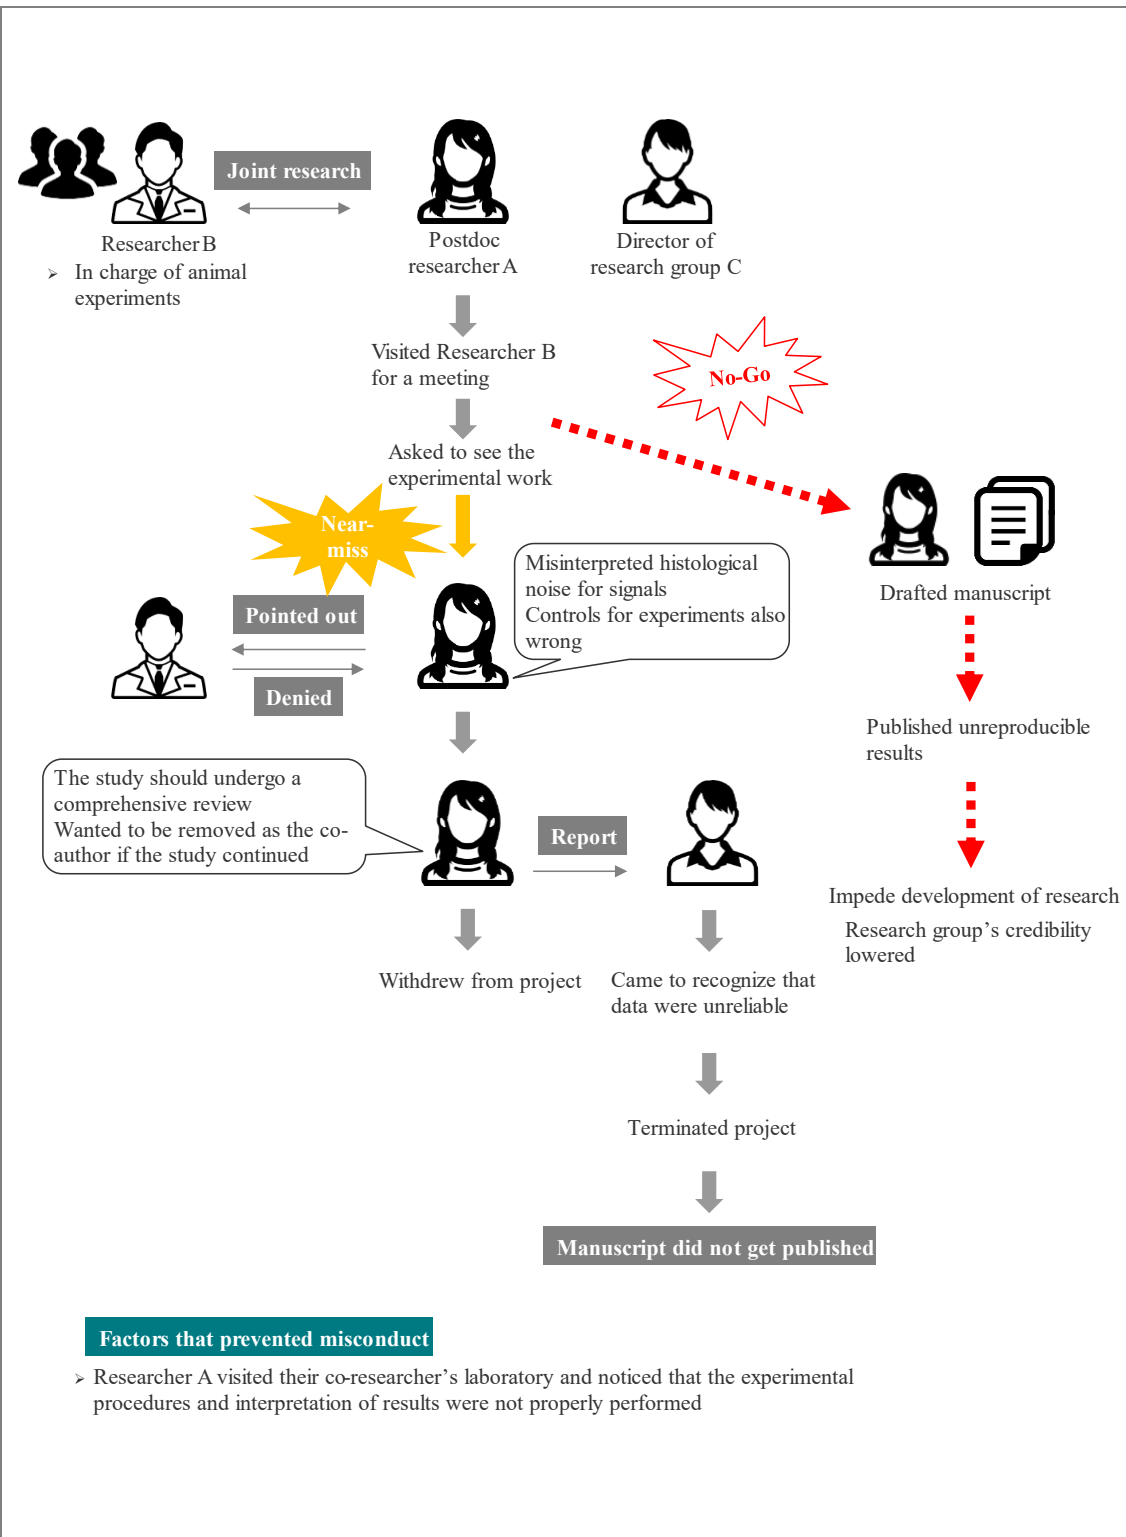 Joint research
Researcher B
➢ In charge of animal
experiments
Postdoc
researcher A
Director of
research group C
Visited Researcher B
for a meeting
No-Go
Asked to see the
experimental work
Near-
miss
Misinterpreted histological
noise for signals
Controls for experiments also
wrong
Pointed out
Denied
Drafted manuscript
Published unreproducible
results
The study should undergo a
comprehensive review
Wanted to be removed as the co-
author if the study continued
Report
Impede development of research
Research group’s credibility
lowered
Withdrew from project
Came to recognize that
data were unreliable
Terminated project
Manuscript did not get published
Factors that prevented misconduct
➢ Researcher A visited their co-researcher’s laboratory and noticed that the experimental
procedures and interpretation of results were not properly performed